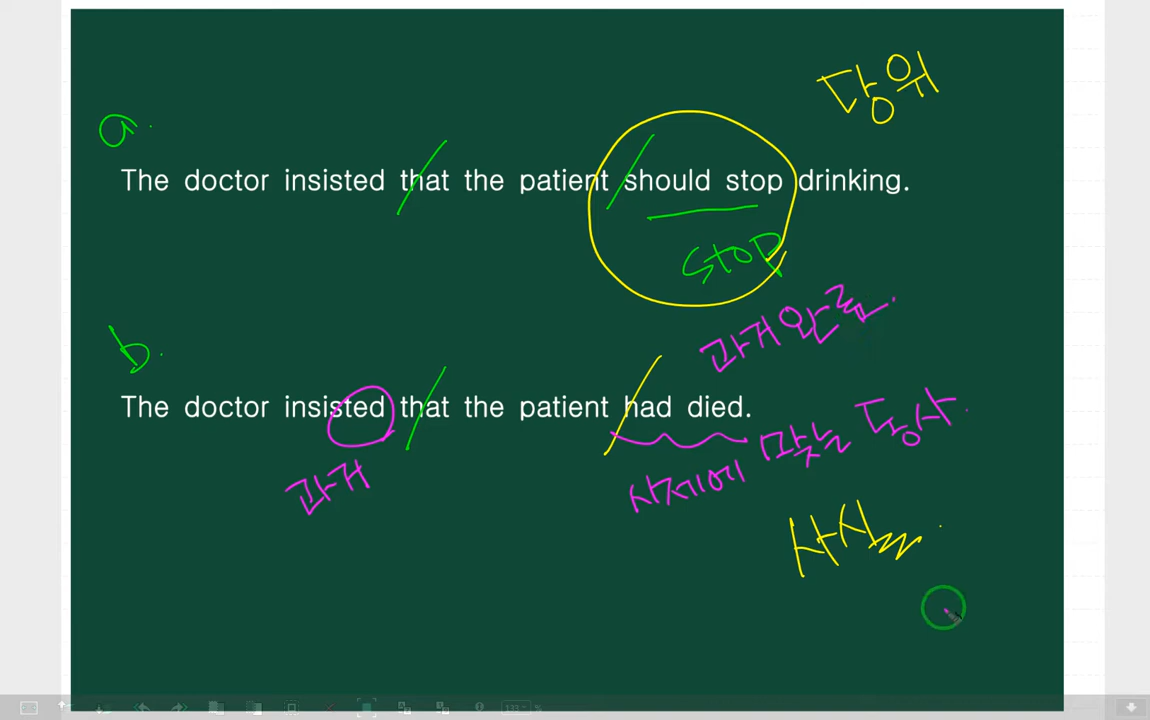 당위
a.
The doctor insisted that the patient should stop drinking.
stop
과거완료.
b.
The doctor insisted that the patient had died.
과거
시제에 맞는 동사.
사실.
133 %